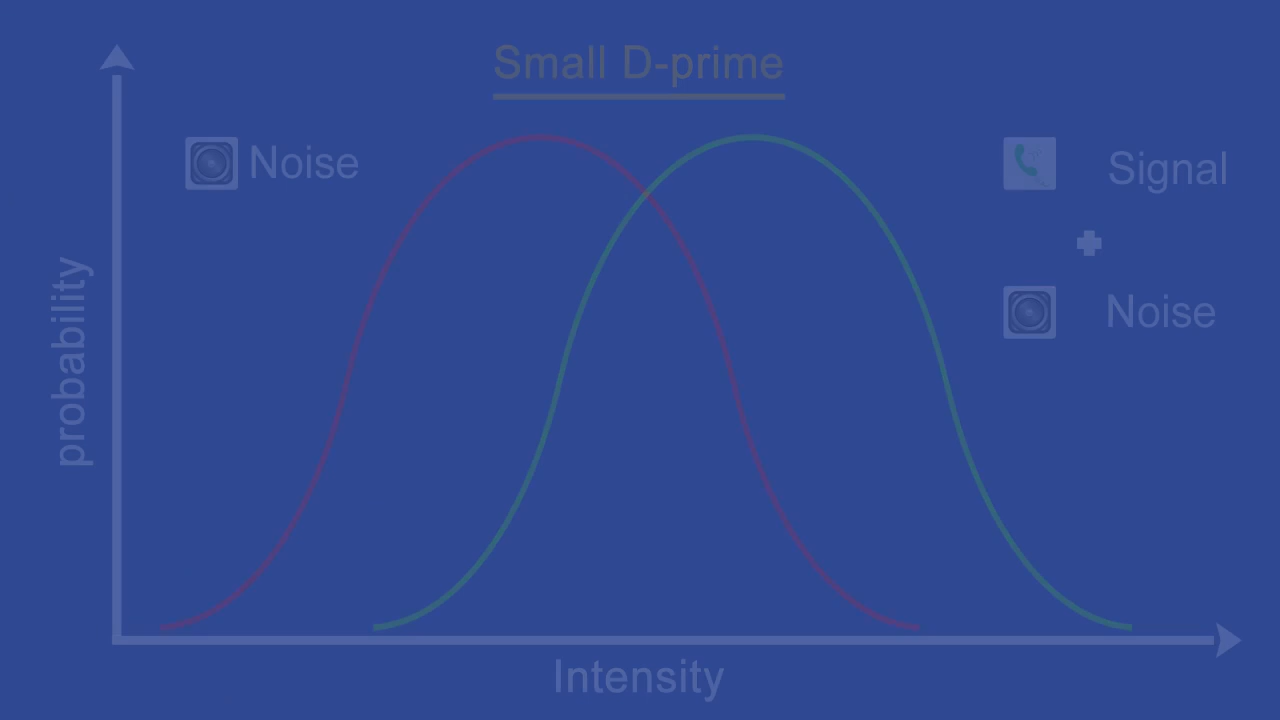 Small D-prime
Noise
Signal
Noise
probability
Intensity